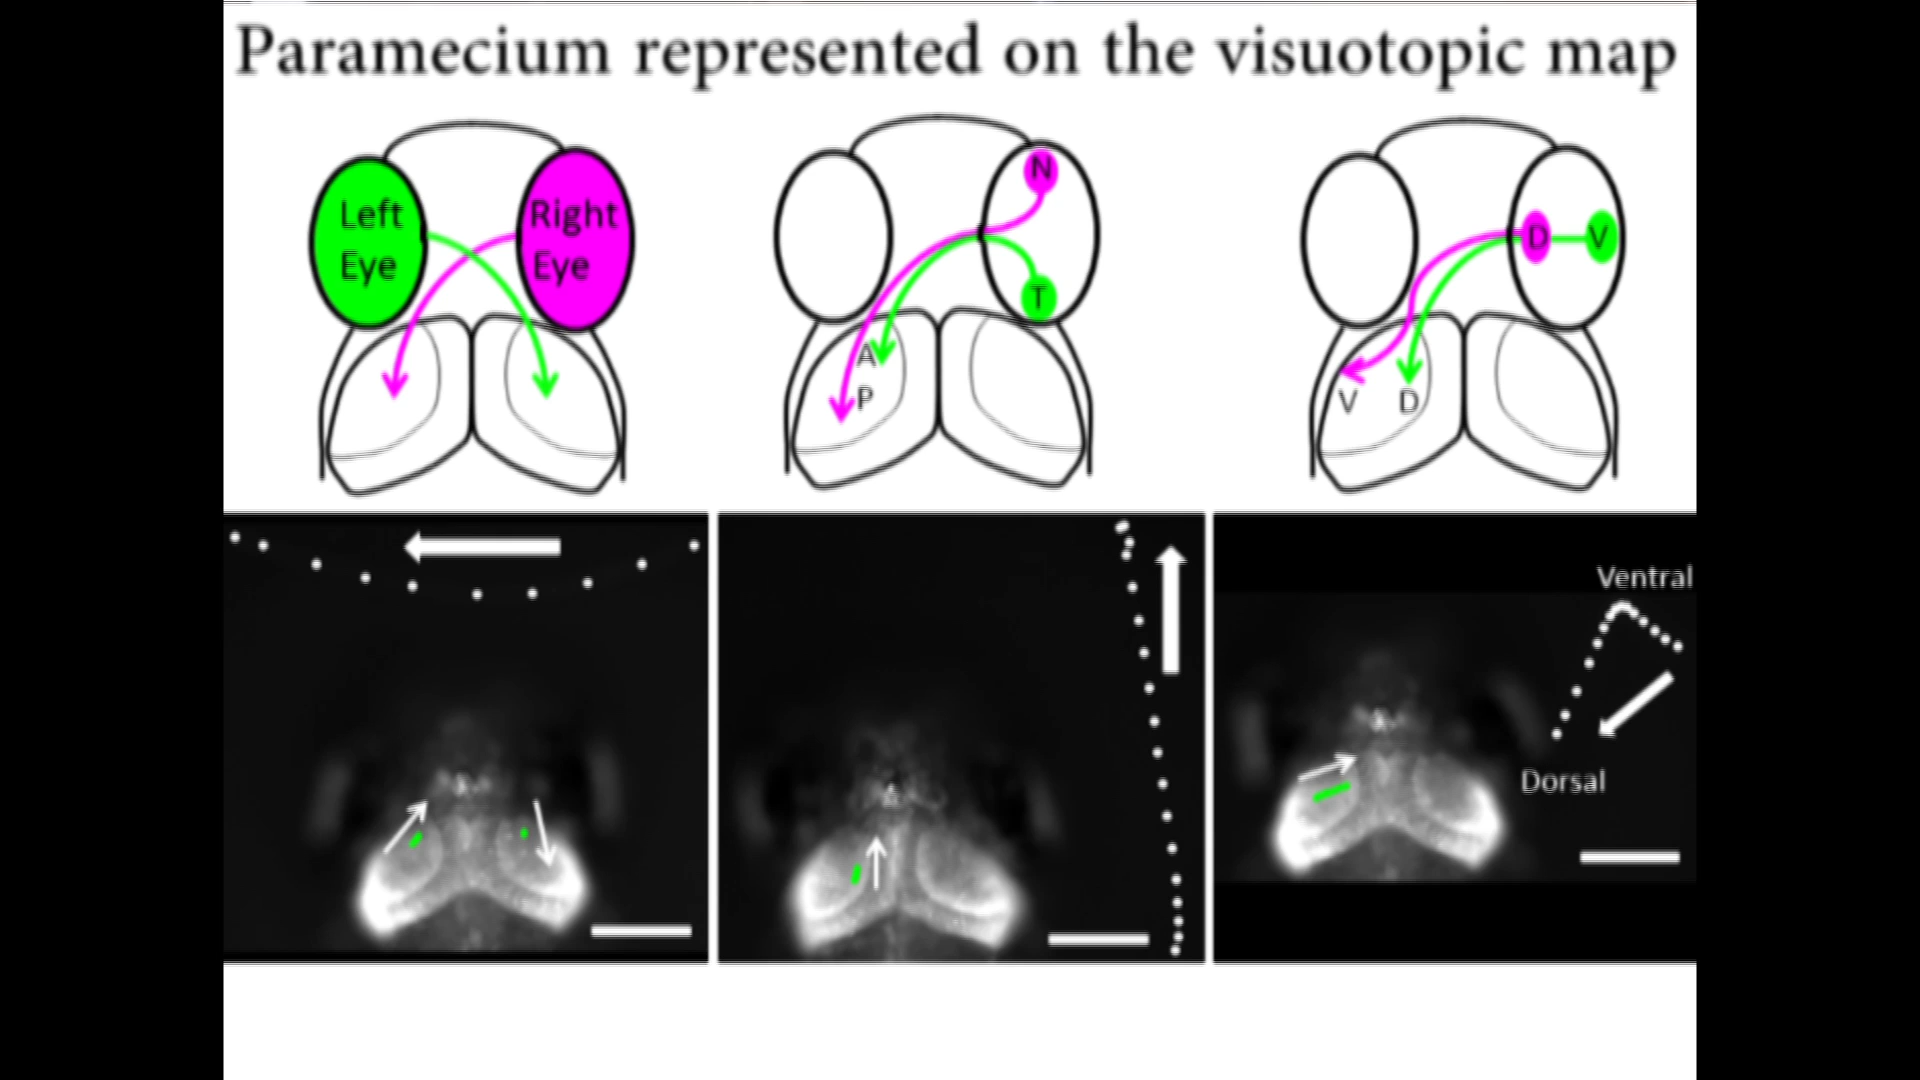 Paramecium represented on the visuotopic map
Left
Eye
Right
Eye
N
T
A
P
D
V
V
D
Ventral
Dorsal